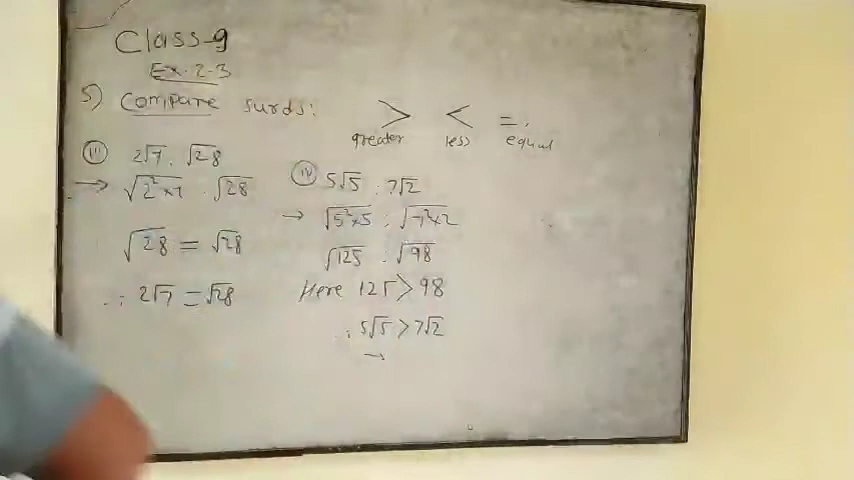 Class-9
Ex. 2.3
5) Compare surds:
> < = .
greater less equal
(iii) 2√7 , √28
→ √2²×7 , √28
√28 = √28
∴ 2√7 = √28
(iv) 5√5 , 7√2
→ √5²×5 , √7²×2
√125 , √98
Here 125 > 98
∴ 5√5 > 7√2
→